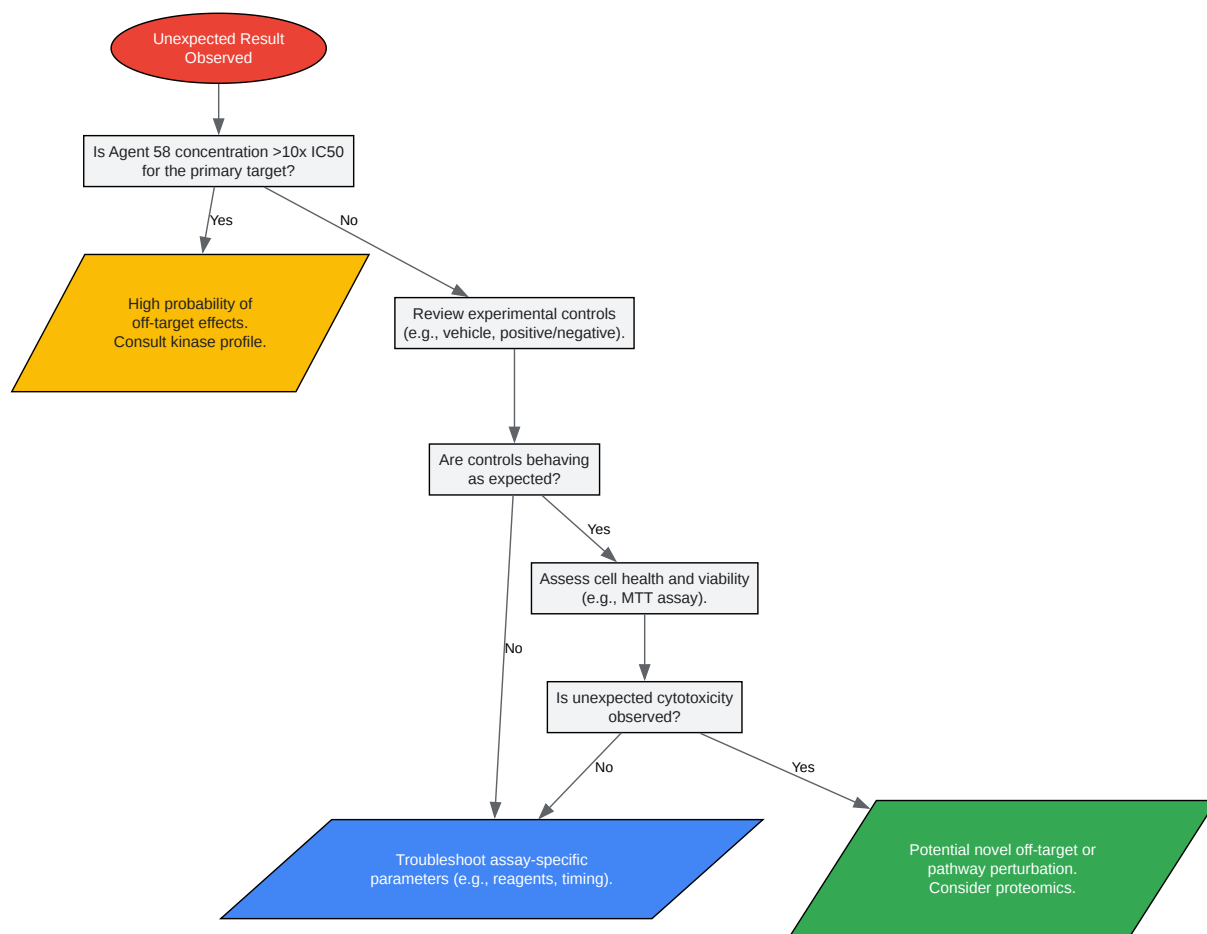 Unexpected Result
Observed
Is Agent 58 concentration >10x IC50
for the primary target?
Yes
No
High probability of
off-target effects.
Consult kinase profile.
Review experimental controls
(e.g., vehicle, positive/negative).
Are controls behaving
as expected?
Yes
Assess cell health and viability
(e.g., MTT assay).
No
Is unexpected cytotoxicity
observed?
No
Yes
Troubleshoot assay-specific
parameters (e.g., reagents, timing).
Potential novel off-target or
pathway perturbation.
Consider proteomics.